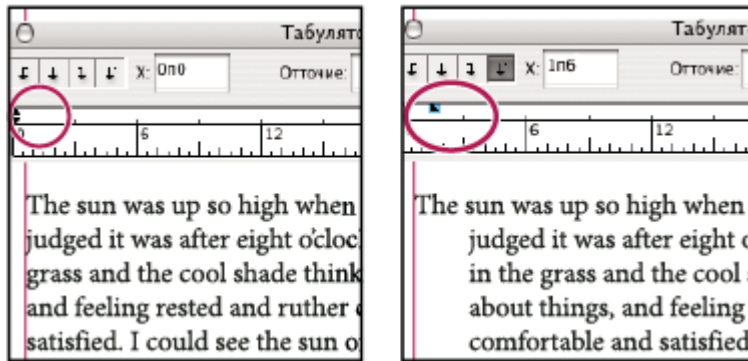 Табулято
X: 0п0 Отточие:
0 6 12
The sun was up so high when
judged it was after eight o'cloc
grass and the cool shade think
and feeling rested and ruther
satisfied. I could see the sun o
Табулят
X: 1п6 Отточие:
6 12
The sun was up so high when
judged it was after eight
in the grass and the cool
about things, and feeling
comfortable and satisfied